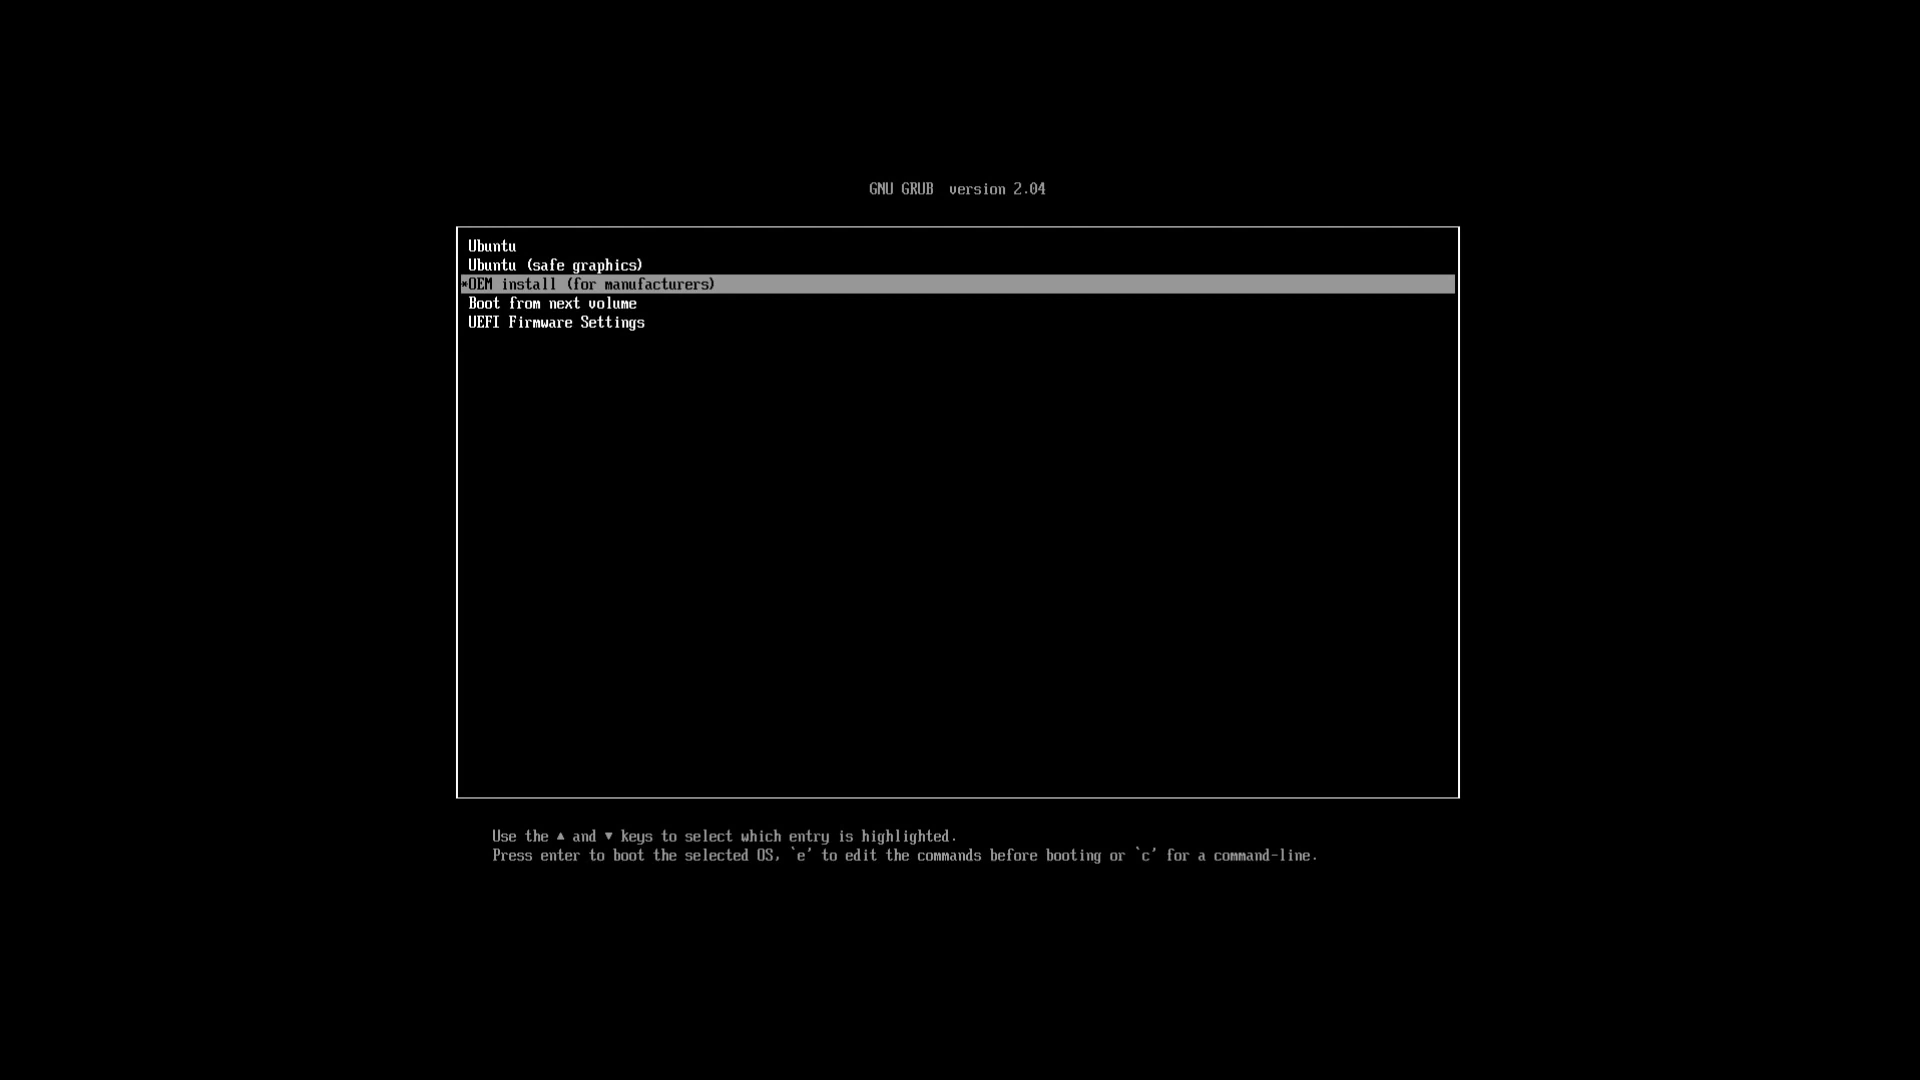 GNU GRUB  version 2.04
Ubuntu
Ubuntu (safe graphics)
*OEM install (for manufacturers)
Boot from next volume
UEFI Firmware Settings
Use the ▲ and ▼ keys to select which entry is highlighted.
Press enter to boot the selected OS, `e' to edit the commands before booting or `c' for a command-line.